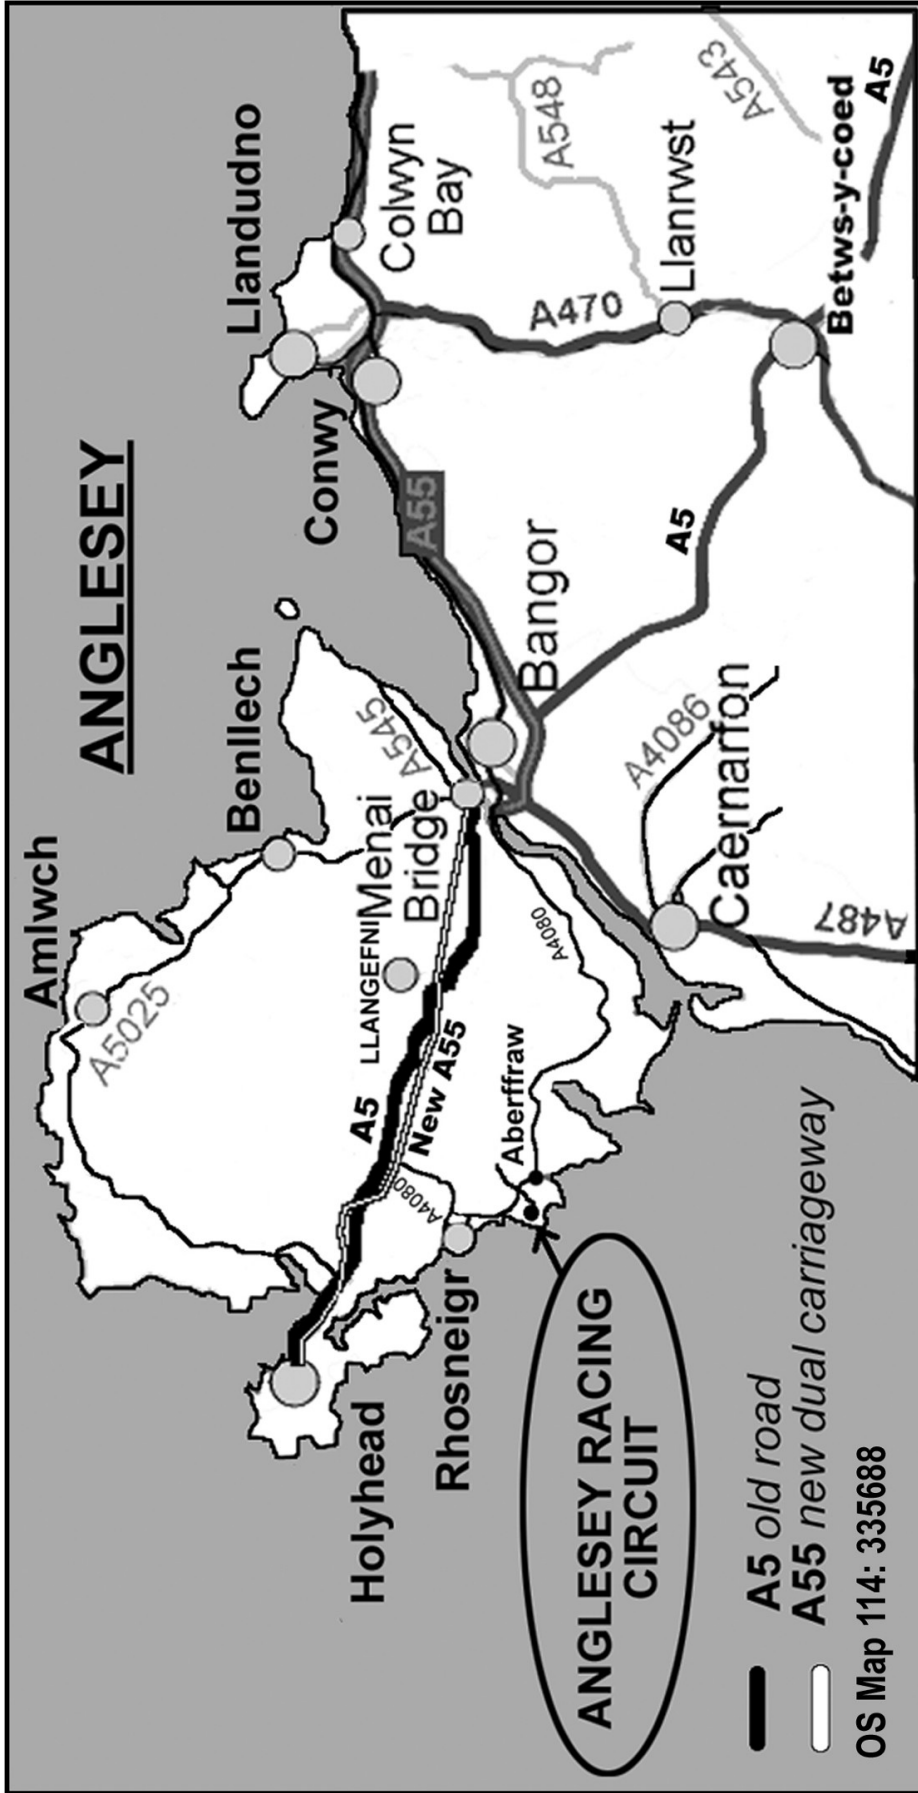 ANGLESEY
Amlwch
Benllech
Llandudno
Conwy
Colwyn
Bay
A5025
A545
A55
A548
A543
A470
Llanrwst
Betws-y-coed
A5
A5
Bangor
Menai
Bridge
LLANGEFNI
A5
New A55
A4080
A4080
A4086
Caernarfon
A487
Aberffraw
Holyhead
Rhosneigr
ANGLESEY RACING
CIRCUIT
A5 old road
A55 new dual carriageway
OS Map 114: 335688